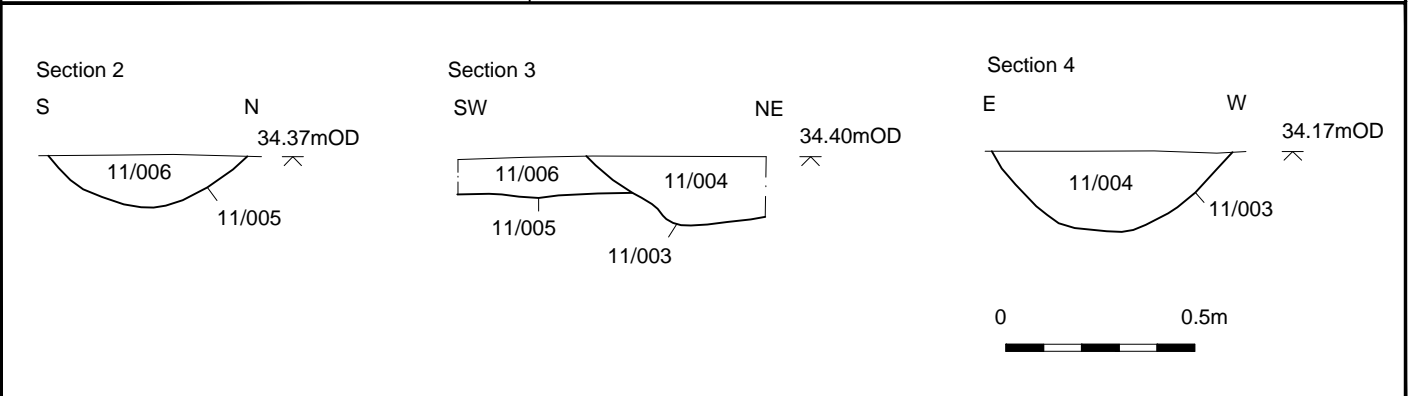 Section 2
S
N
34.37mOD
11/006
11/005
Section 3
SW
NE
34.40mOD
11/006
11/004
11/005
11/003
Section 4
E
W
34.17mOD
11/004
11/003
0
0.5m